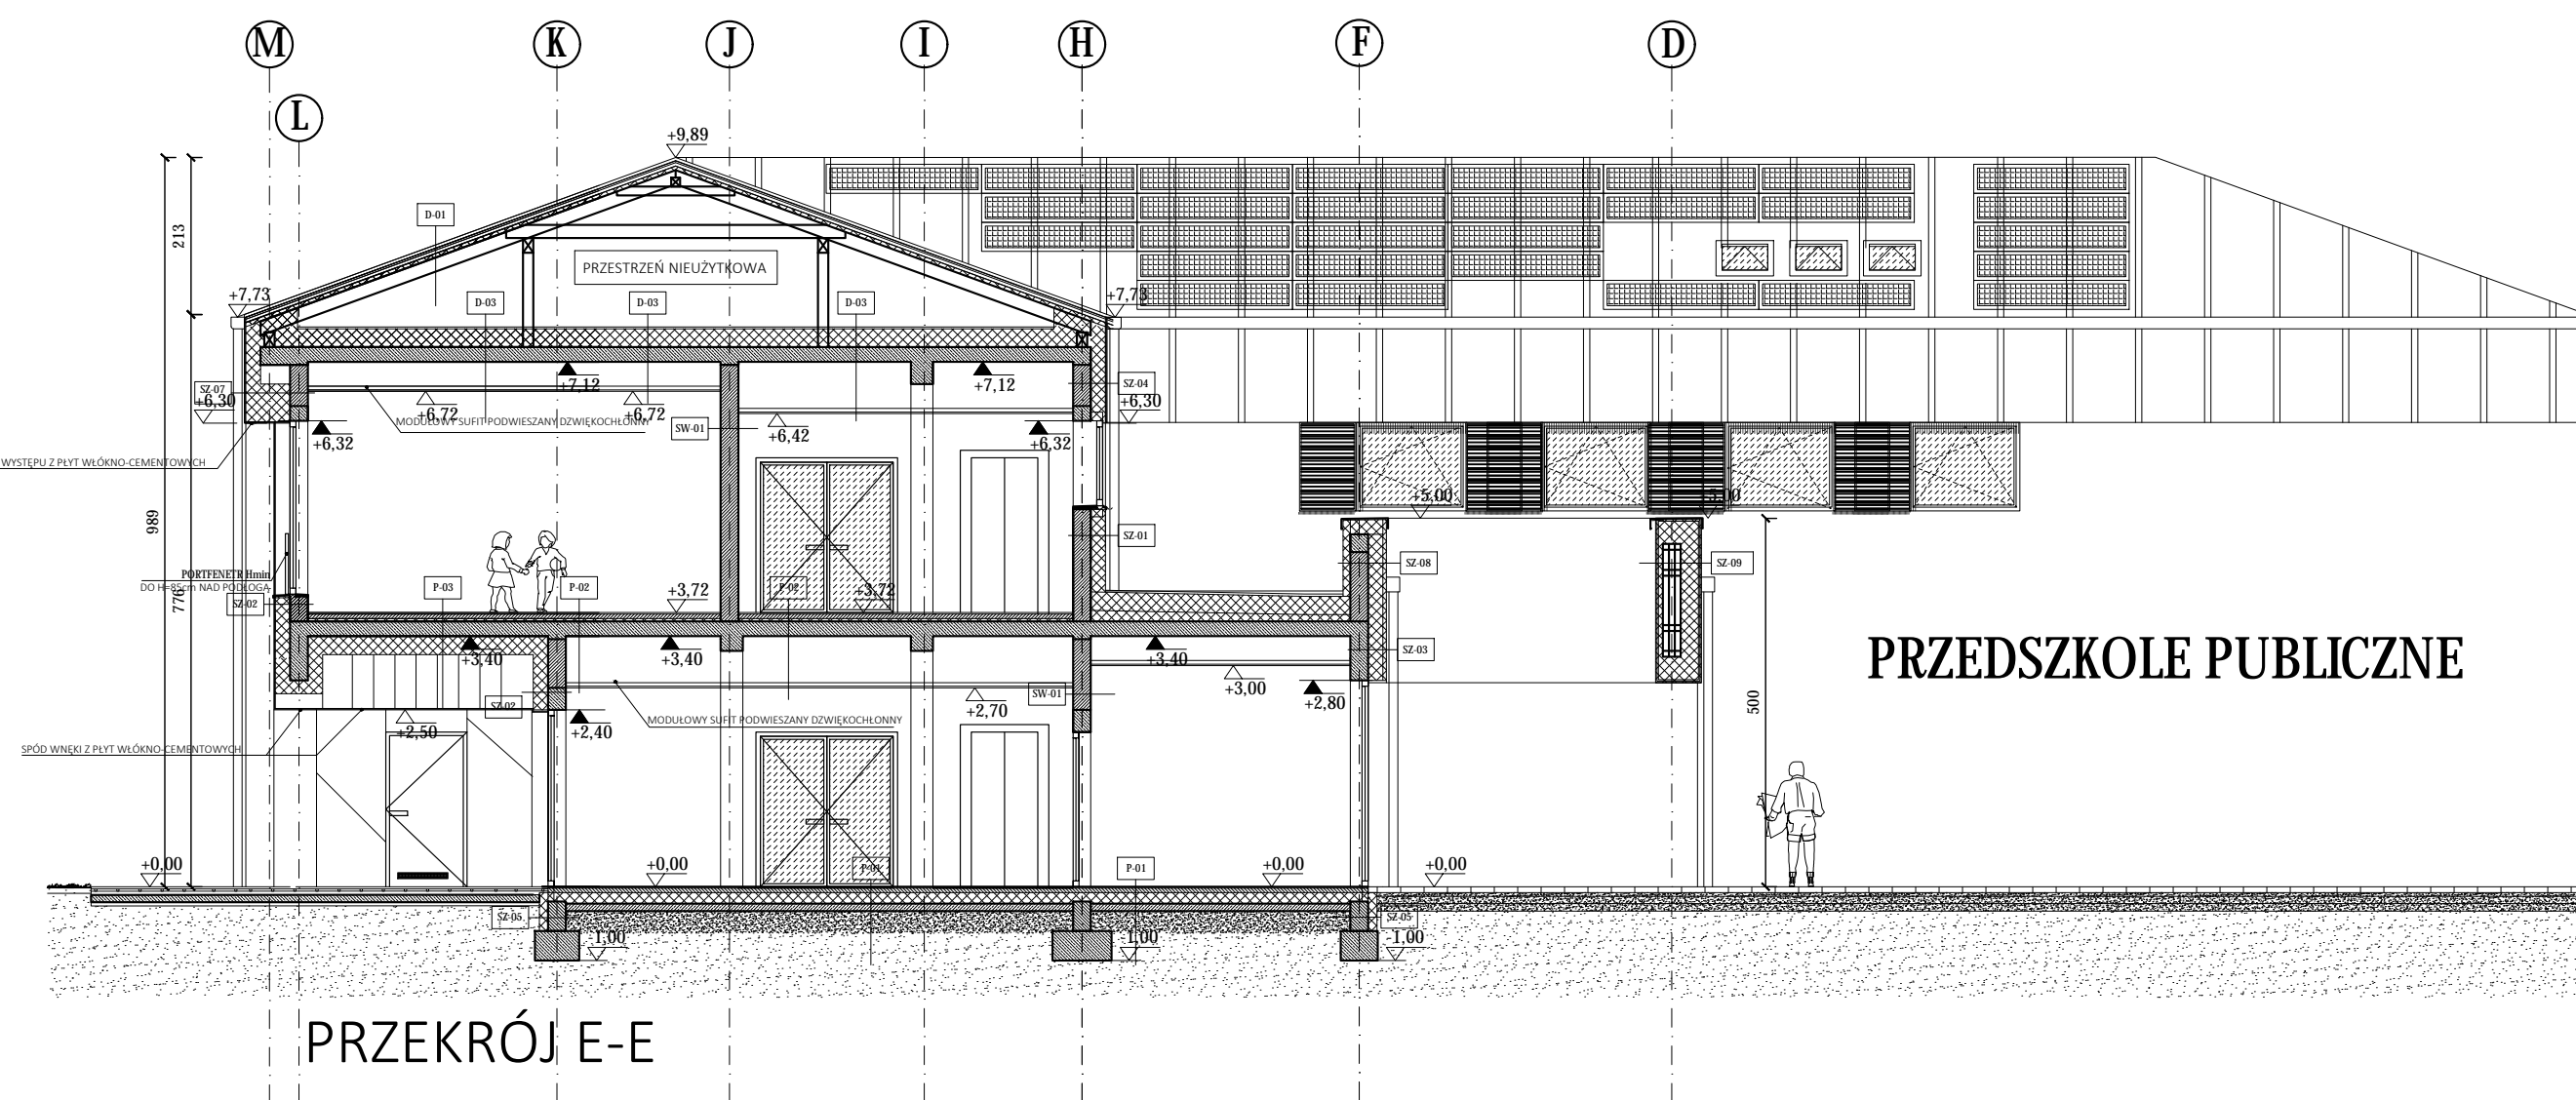 M
K
J
I
H
F
D
L
+9,89
D-01
213
PRZESTRZEŃ NIEUŻYTKOWA
+7,73
D-03
D-03
D-03
+7,73
SZ-07
+7,12
+7,12
SZ-04
+6,30
+6,72
+6,72
+6,30
MODUŁOWY SUFIT PODWIESZANY DZWIĘKOCHŁONNY
SW-01
+6,42
+6,32
+6,32
WYSTĘPU Z PŁYT WŁÓKNO-CEMENTOWYCH
+5,00
+5,00
989
SZ-01
SZ-08
SZ-09
PORTFENETR Hmin
DO H=85cm NAD PODŁOGĄ
776
SZ-02
P-03
P-02
+3,72
P-02
+3,72
+3,40
+3,40
+3,40
SZ-03
PRZEDSZKOLE PUBLICZNE
+3,00
+2,80
SW-01
SZ-02
+2,70
500
MODUŁOWY SUFIT PODWIESZANY DZWIĘKOCHŁONNY
+2,50
+2,40
SPÓD WNĘKI Z PŁYT WŁÓKNO-CEMENTOWYCH
+0,00
+0,00
P-01
P-01
+0,00
+0,00
SZ-05
SZ-05
-1,00
-1,00
-1,00
PRZEKRÓJ E-E